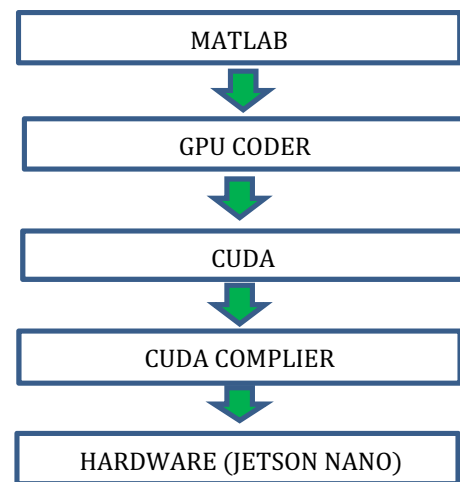 MATLAB
GPU CODER
CUDA
CUDA COMPLIER
HARDWARE (JETSON NANO)